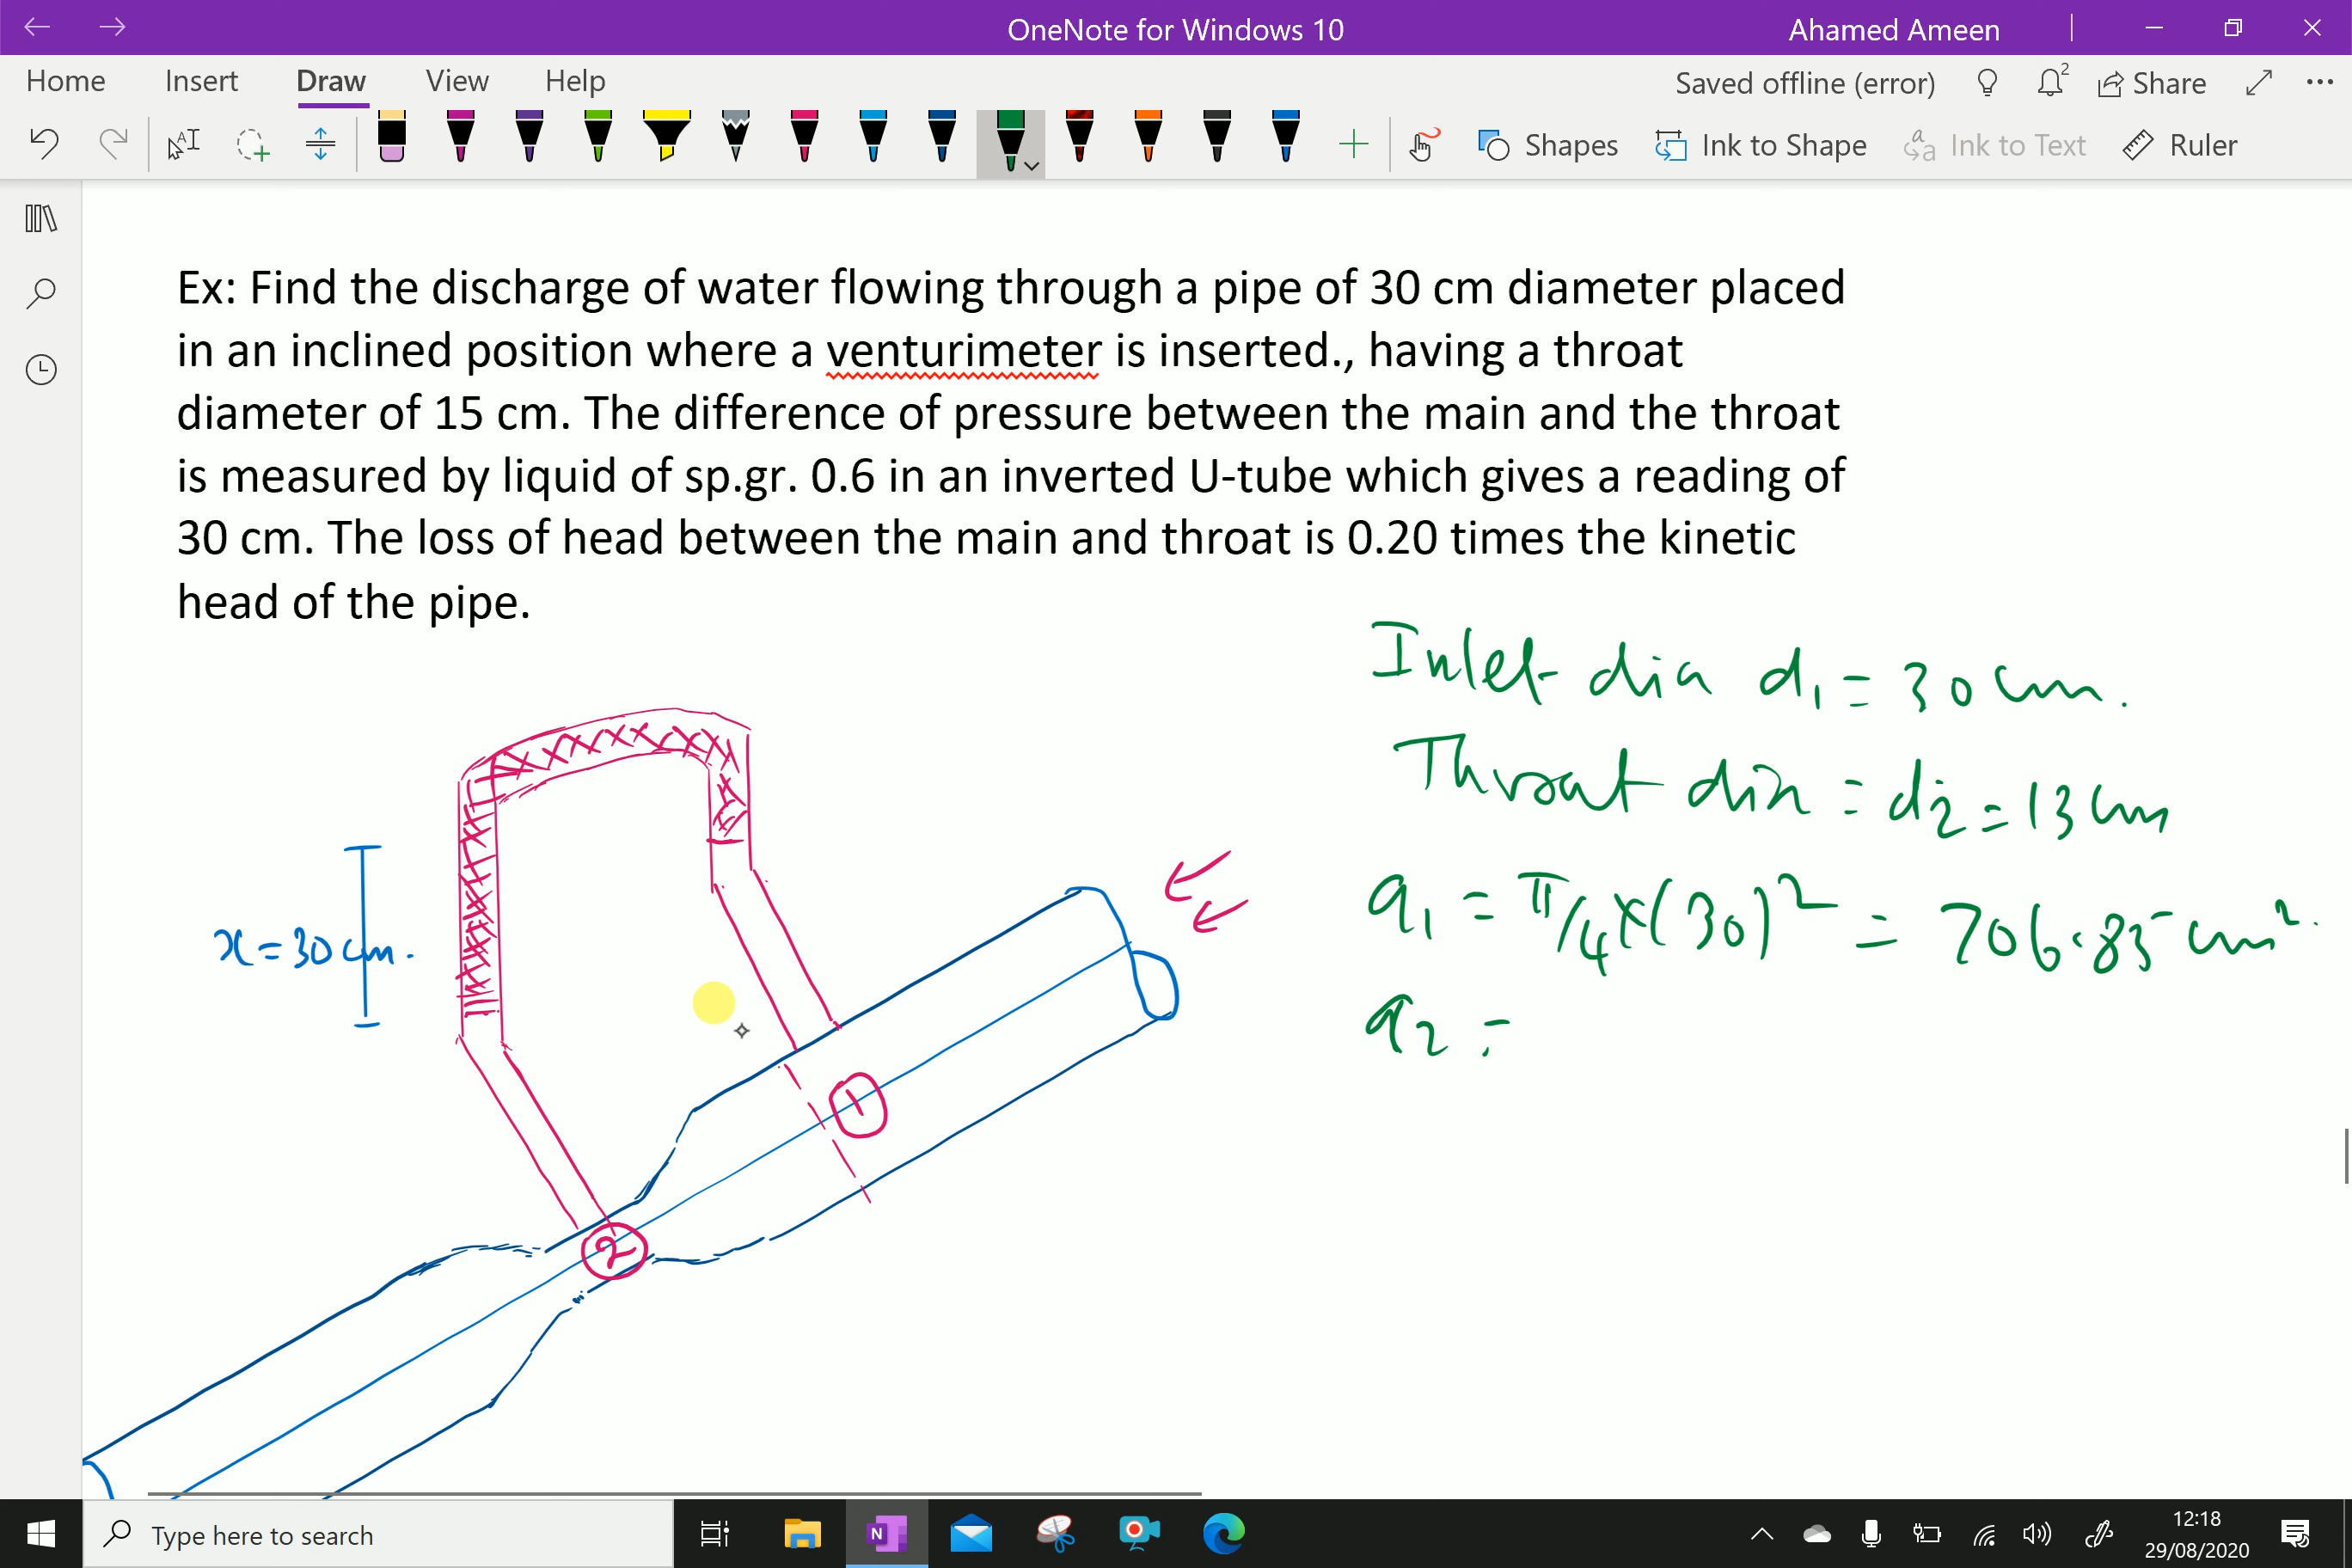 OneNote for Windows 10
Ahamed Ameen
Home Insert Draw View Help
Saved offline (error)
2
Share
Shapes
Ink to Shape
Ink to Text
Ruler
Ex: Find the discharge of water flowing through a pipe of 30 cm diameter placed
in an inclined position where a venturimeter is inserted., having a throat
diameter of 15 cm. The difference of pressure between the main and the throat
is measured by liquid of sp.gr. 0.6 in an inverted U-tube which gives a reading of
30 cm. The loss of head between the main and throat is 0.20 times the kinetic
head of the pipe.
Inlet dia d₁ = 30 cm.
Throat dia = d₂ = 13 cm
a₁ = π/4 x (30)² = 706.85 cm².
a₂ =
x = 30 cm.
1
2
Type here to search
N
12:18
29/08/2020